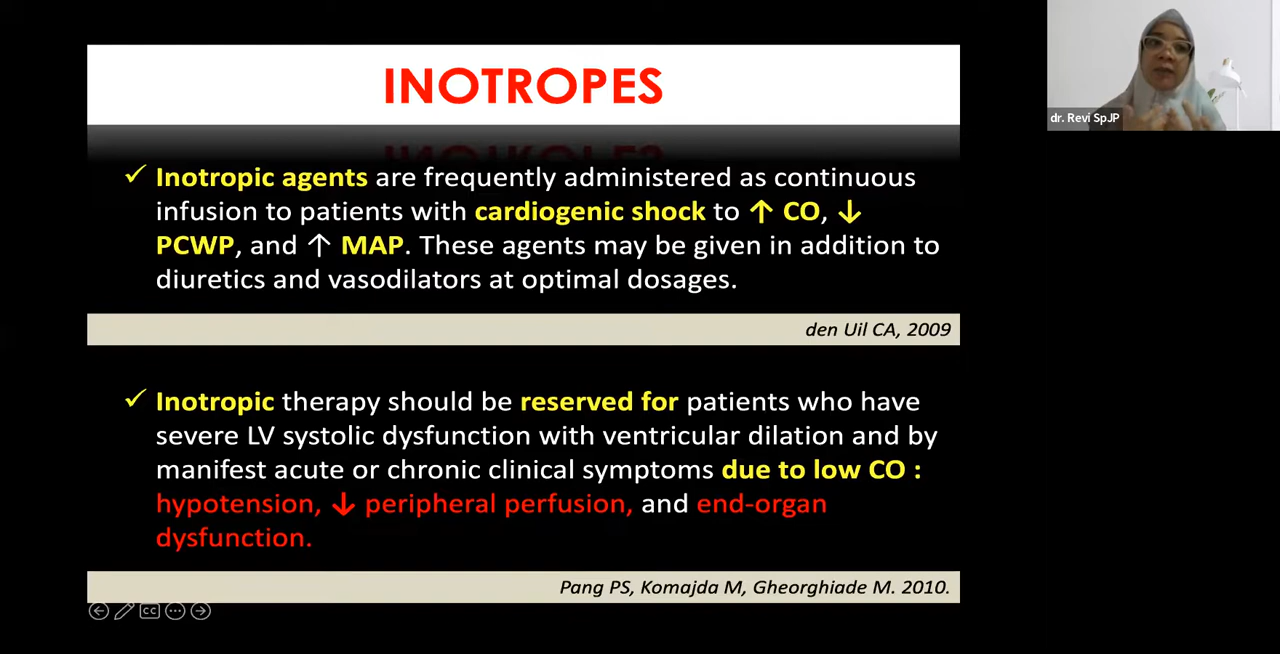 INOTROPES
dr. Revi SpJP
✓ Inotropic agents are frequently administered as continuous
infusion to patients with cardiogenic shock to ↑ CO, ↓
PCWP, and ↑ MAP. These agents may be given in addition to
diuretics and vasodilators at optimal dosages.
den Uil CA, 2009
✓ Inotropic therapy should be reserved for patients who have
severe LV systolic dysfunction with ventricular dilation and by
manifest acute or chronic clinical symptoms due to low CO :
hypotension, ↓ peripheral perfusion, and end-organ
dysfunction.
Pang PS, Komajda M, Gheorghiade M. 2010.
CC